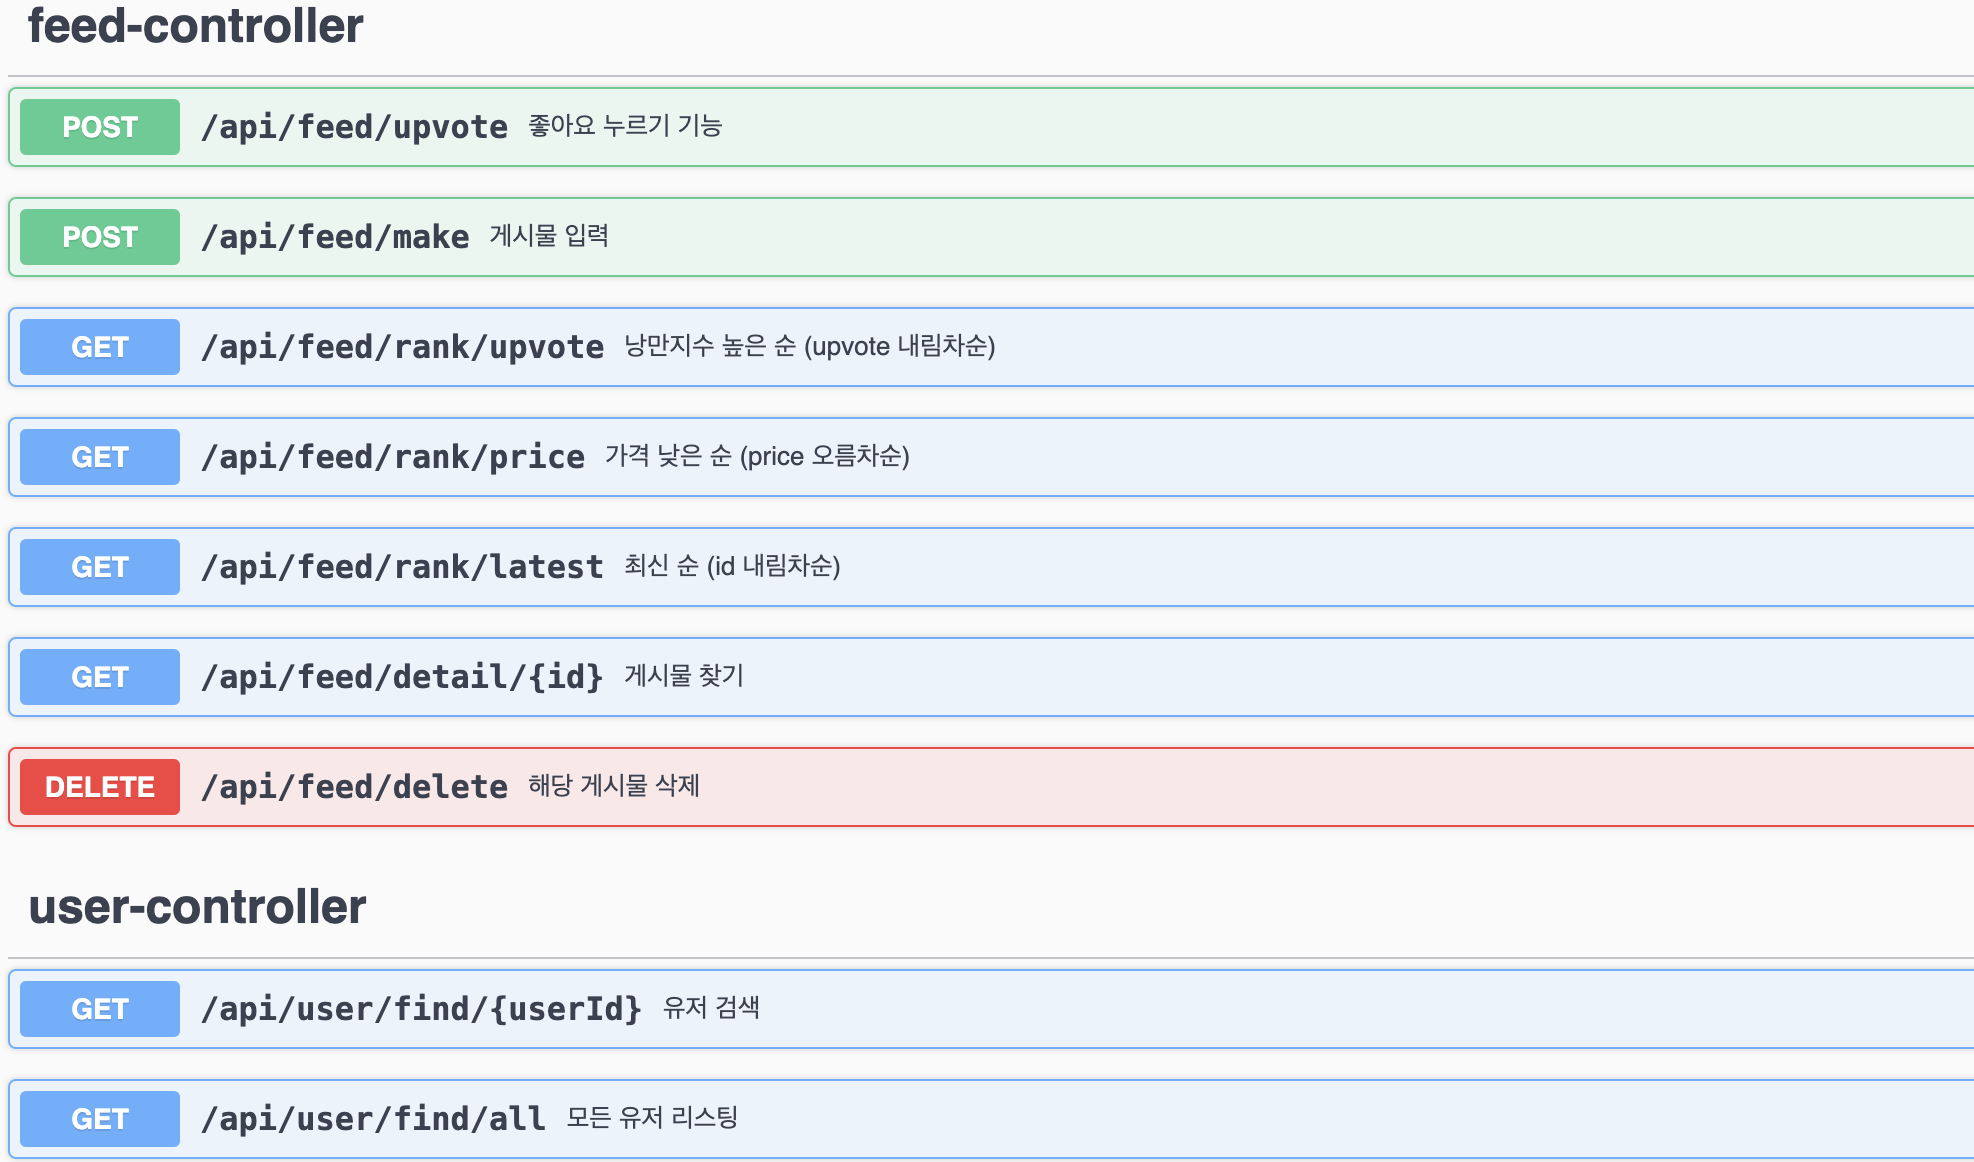 feed-controller
POST /api/feed/upvote 좋아요 누르기 기능
POST /api/feed/make 게시물 입력
GET /api/feed/rank/upvote 낭만지수 높은 순 (upvote 내림차순)
GET /api/feed/rank/price 가격 낮은 순 (price 오름차순)
GET /api/feed/rank/latest 최신 순 (id 내림차순)
GET /api/feed/detail/{id} 게시물 찾기
DELETE /api/feed/delete 해당 게시물 삭제
user-controller
GET /api/user/find/{userId} 유저 검색
GET /api/user/find/all 모든 유저 리스팅